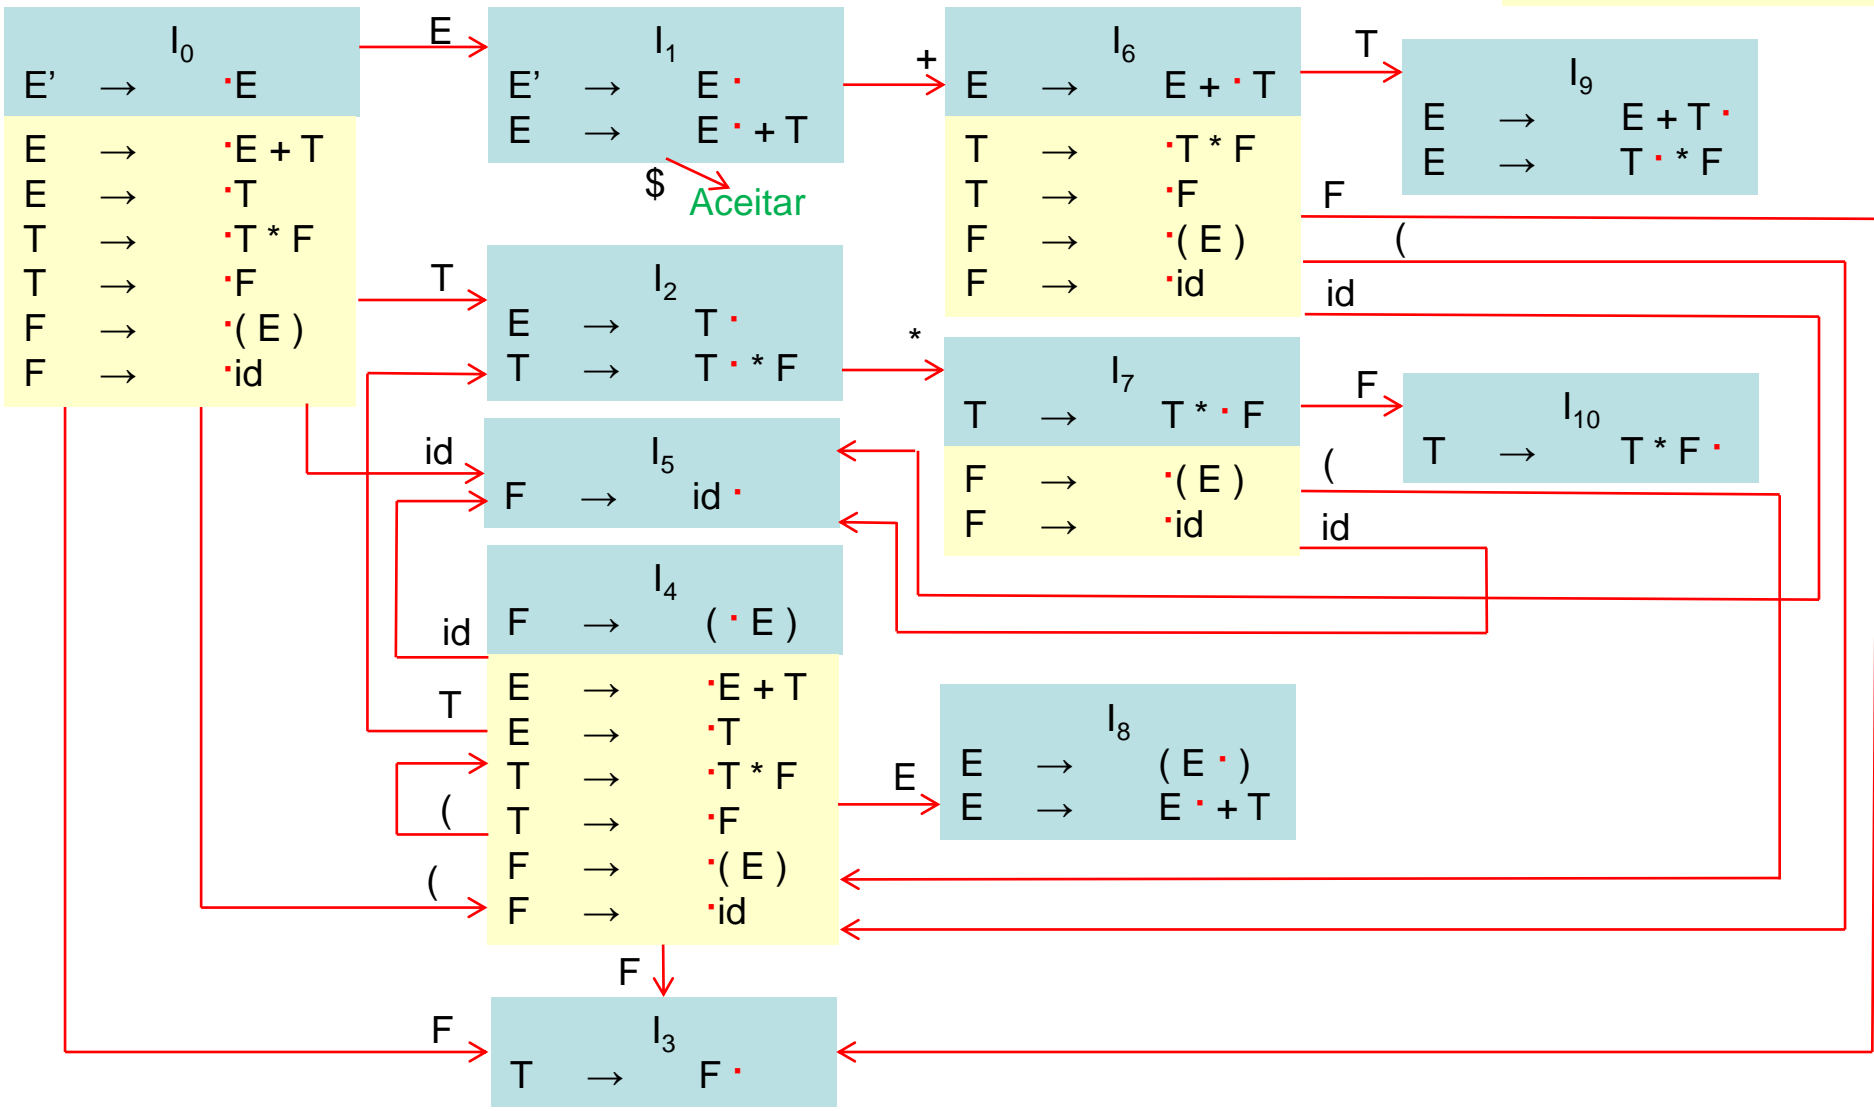 I0
E’ → ·E
E → ·E + T
E → ·T
T → ·T * F
T → ·F
F → ·( E )
F → ·id
E
I1
E’ → E ·
E → E · + T
$
Aceitar
+
I6
E → E + · T
T → ·T * F
T → ·F
F → ·( E )
F → ·id
T
I9
E → E + T ·
E → T · * F
F
(
id
T
I2
E → T ·
T → T · * F
*
I7
T → T * · F
F → ·( E )
F → ·id
F
I10
T → T * F ·
(
id
id
I5
F → id ·
I4
F → ( · E )
E → ·E + T
E → ·T
T → ·T * F
T → ·F
F → ·( E )
F → ·id
id
T
(
(
E
I8
E → ( E · )
E → E · + T
F
F
I3
T → F ·